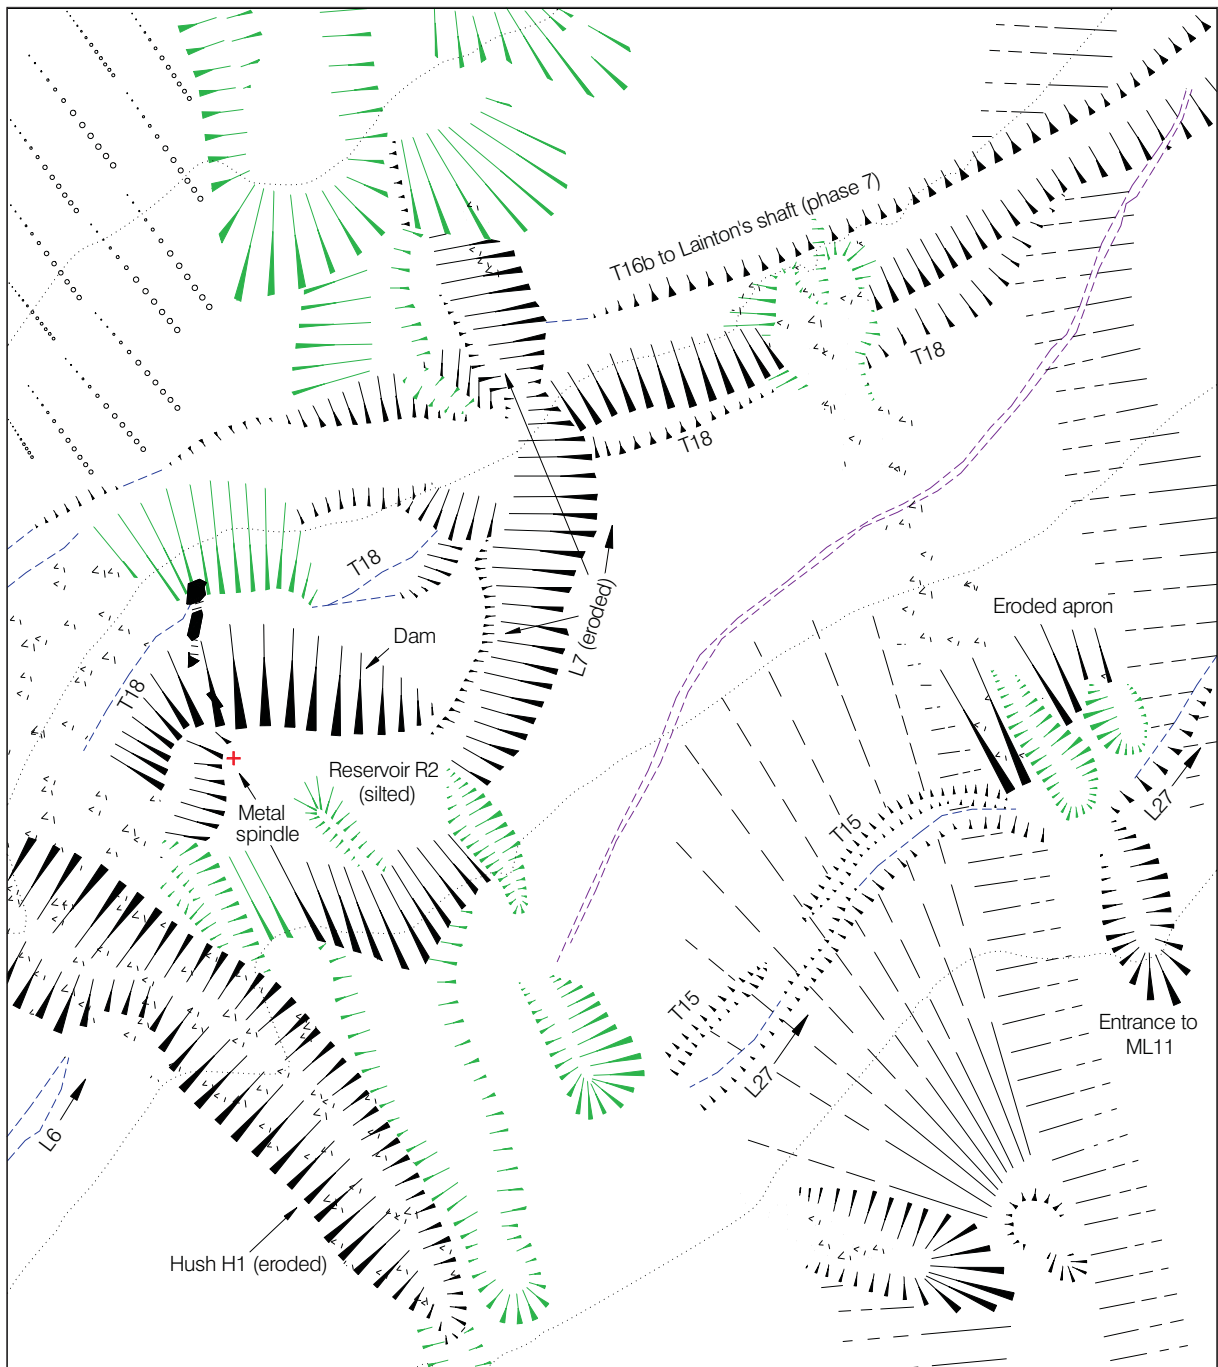 T16b to Lainton's shaft (phase 7)
T18
T18
T18
L7 (eroded)
Eroded apron
Dam
T18
Reservoir R2
(silted)
Metal
spindle
T15
L27
T15
L27
Entrance to
ML11
L6
Hush H1 (eroded)